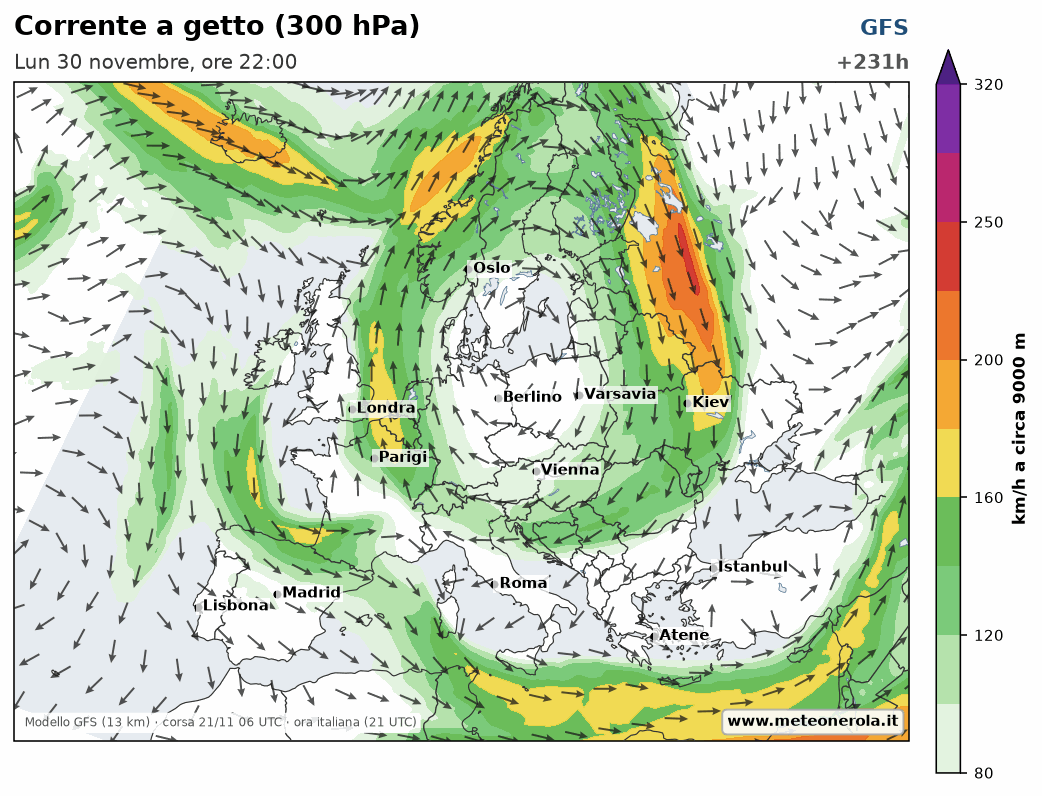 Corrente a getto (300 hPa)
GFS
Lun 30 novembre, ore 22:00
+231h
320
250
200
160
120
80
km/h a circa 9000 m
Oslo
Berlino
Varsavia
Kiev
Londra
Parigi
Vienna
Istanbul
Roma
Madrid
Lisbona
Atene
Modello GFS (13 km) · corsa 21/11 06 UTC · ora italiana (21 UTC)
www.meteonerola.it